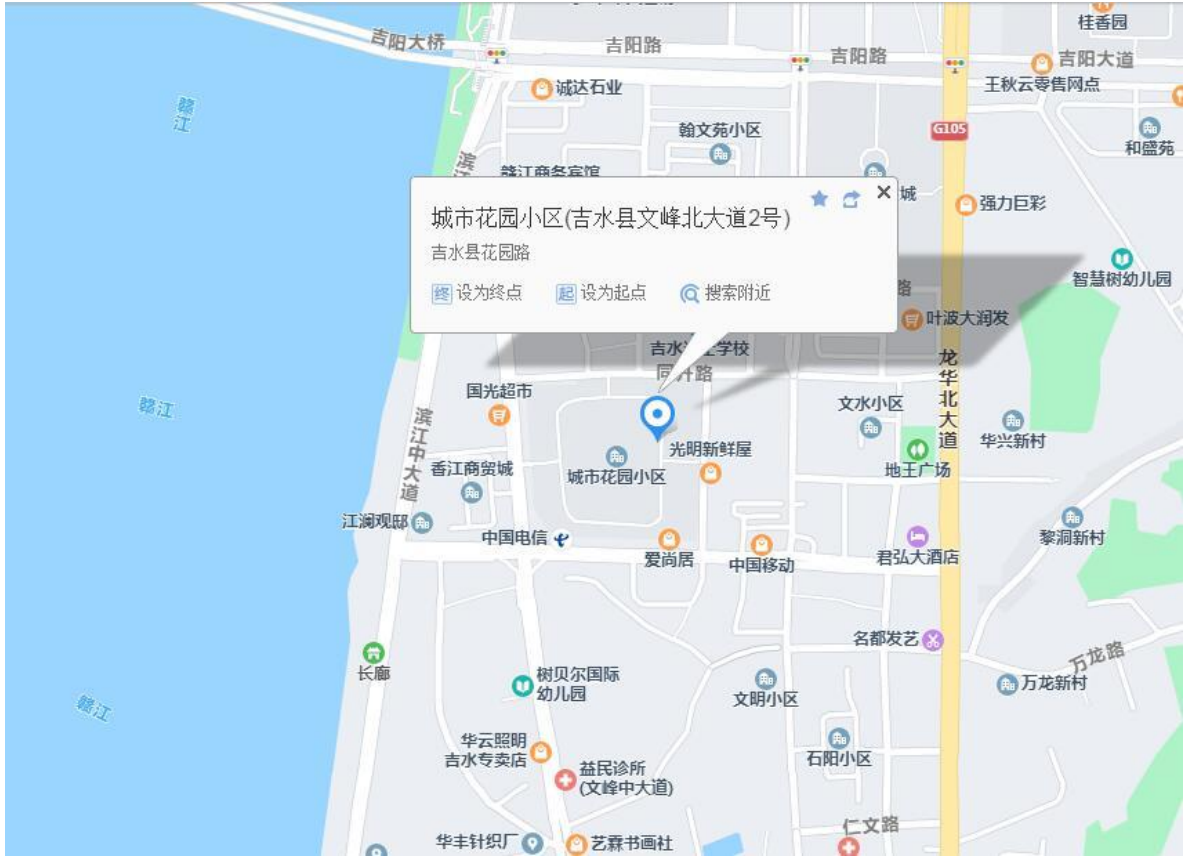 桂香园
吉阳大桥
吉阳路
吉阳路
吉阳大道
诚达石业
王秋云零售网点
赣江
翰文苑小区
G105
和盛苑
赣江商务宾馆
城
强力巨彩
城市花园小区(吉水县文峰北大道2号)
吉水县花园路
终 设为终点
起 设为起点
搜索附近
智慧树幼儿园
路
叶波大润发
同升路
龙华北大道
国光超市
赣江
滨江中大道
文水小区
华兴新村
光明新鲜屋
地王广场
香江商贸城
城市花园小区
江澜观邸
中国电信
黎洞新村
爱尚居
中国移动
君弘大酒店
名都发艺
万龙路
长廊
树贝尔国际
幼儿园
文明小区
万龙新村
赣江
华云照明
吉水专卖店
石阳小区
益民诊所
(文峰中大道)
仁文路
华丰针织厂
艺霖书画社